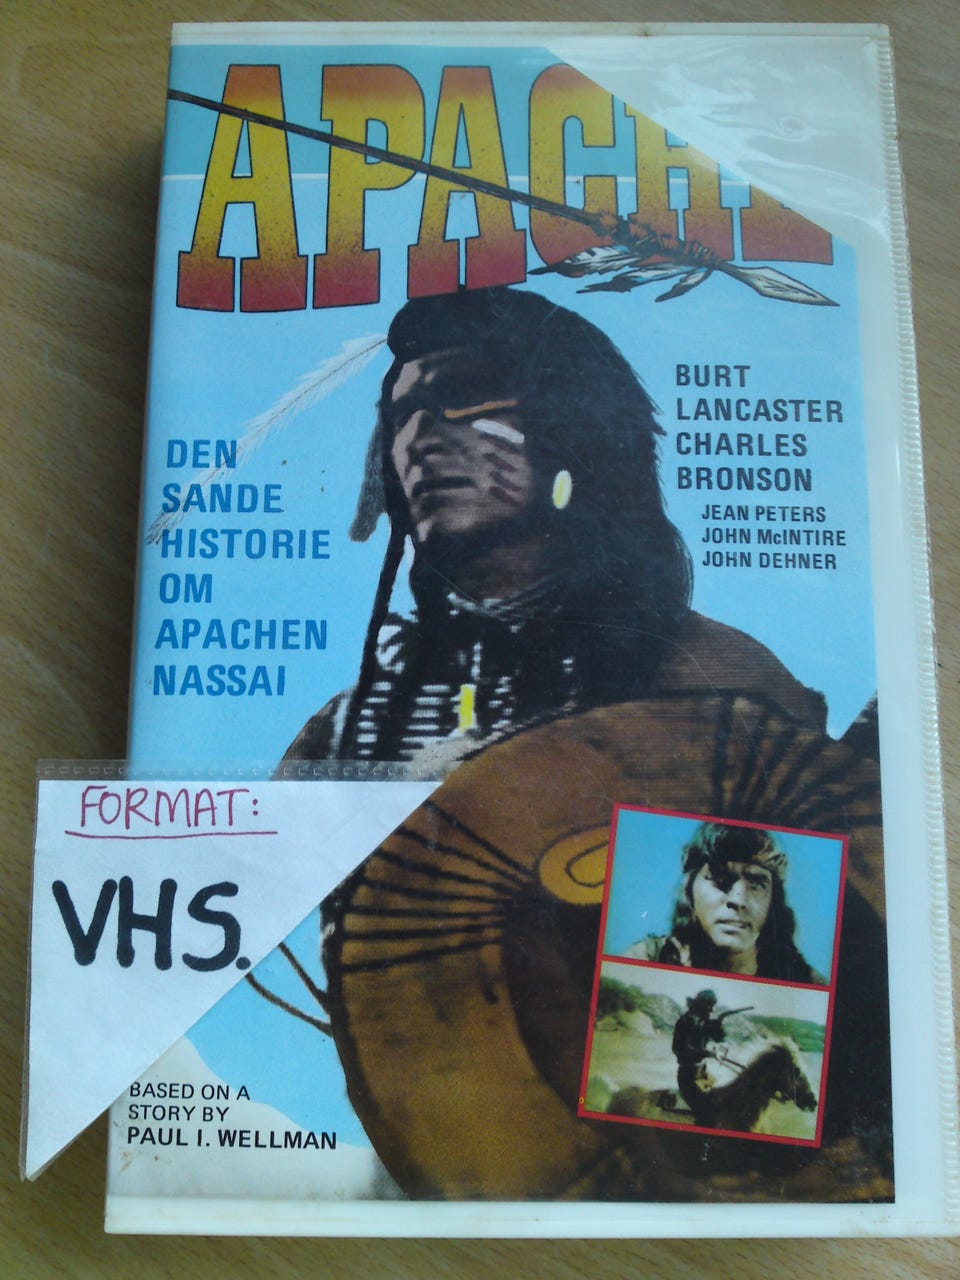 APACHE
BURT
LANCASTER
CHARLES
BRONSON
JEAN PETERS
JOHN McINTIRE
JOHN DEHNER
DEN
SANDE
HISTORIE
OM
APACHEN
NASSAI
FORMAT:
VHS.
BASED ON A
STORY BY
PAUL I. WELLMAN